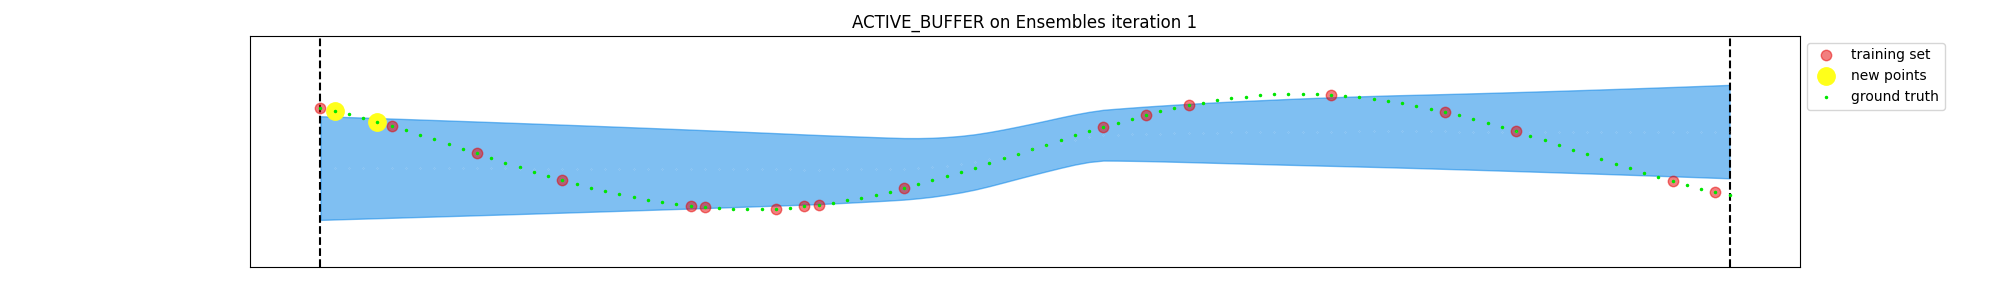 ACTIVE_BUFFER on Ensembles iteration 1
training set
new points
ground truth